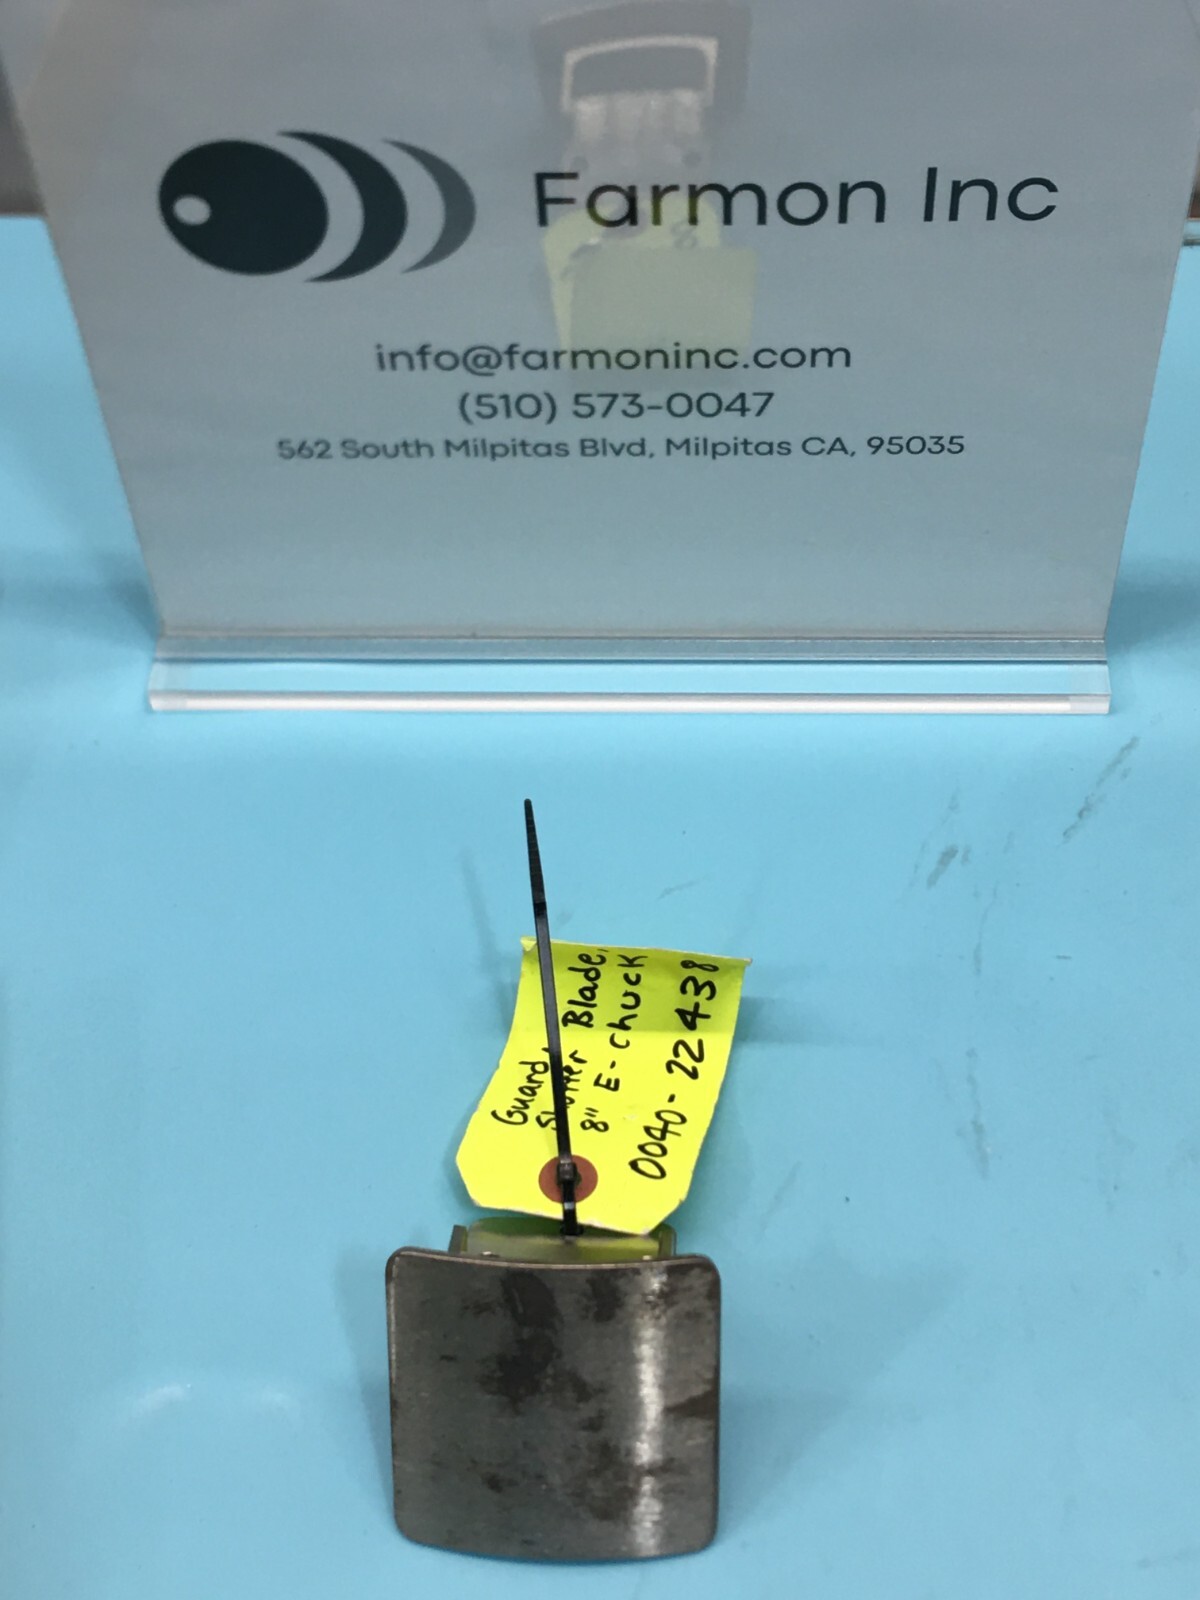 Farmon Inc
info@farmoninc.com
(510) 573-0047
562 South Milpitas Blvd, Milpitas CA, 95035
Guard,
Shutter Blade,
8" E-chuck
0040-22438